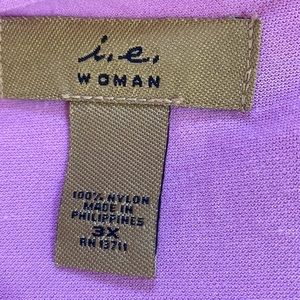 i.e.
WOMAN
100% NYLON
MADE IN
PHILIPPINES
3X
RN 13711